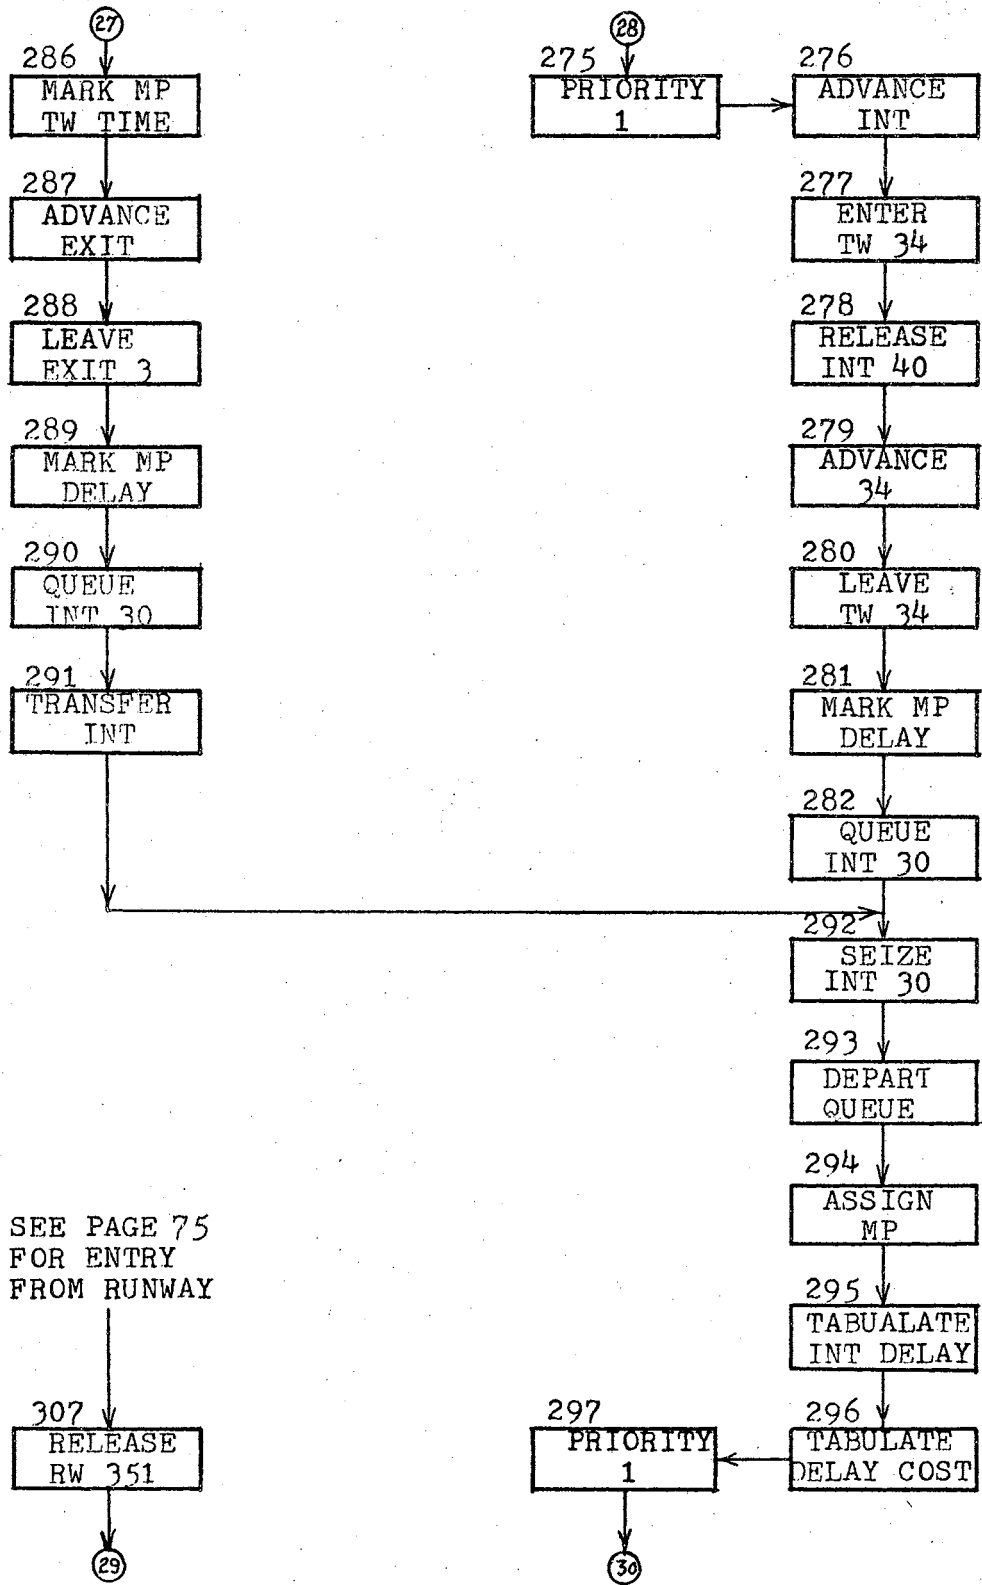 27
286
MARK MP
TW TIME
287
ADVANCE
EXIT
288
LEAVE
EXIT 3
289
MARK MP
DELAY
290
QUEUE
INT 30
291
TRANSFER
INT
28
275
PRIORITY
1
276
ADVANCE
INT
277
ENTER
TW 34
278
RELEASE
INT 40
279
ADVANCE
34
280
LEAVE
TW 34
281
MARK MP
DELAY
282
QUEUE
INT 30
292
SEIZE
INT 30
293
DEPART
QUEUE
294
ASSIGN
MP
295
TABUALATE
INT DELAY
296
TABULATE
DELAY COST
297
PRIORITY
1
30
SEE PAGE 75
FOR ENTRY
FROM RUNWAY
307
RELEASE
RW 351
29